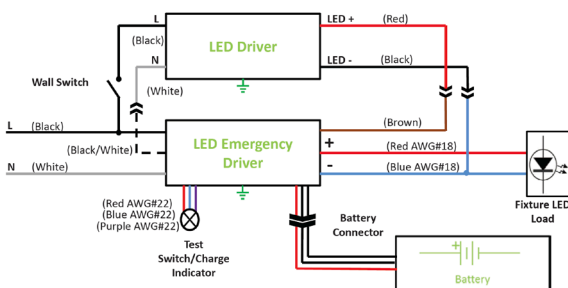 L
(Black)
LED Driver
LED +
(Red)
N
LED -
(Black)
Wall Switch
(White)
L
(Black)
(Brown)
(Black/White)
LED Emergency
Driver
+
(Red AWG#18)
N
(White)
-
(Blue AWG#18)
(Red AWG#22)
(Blue AWG#22)
(Purple AWG#22)
Fixture LED
Load
Battery
Connector
Test
Switch/Charge
Indicator
+
Battery